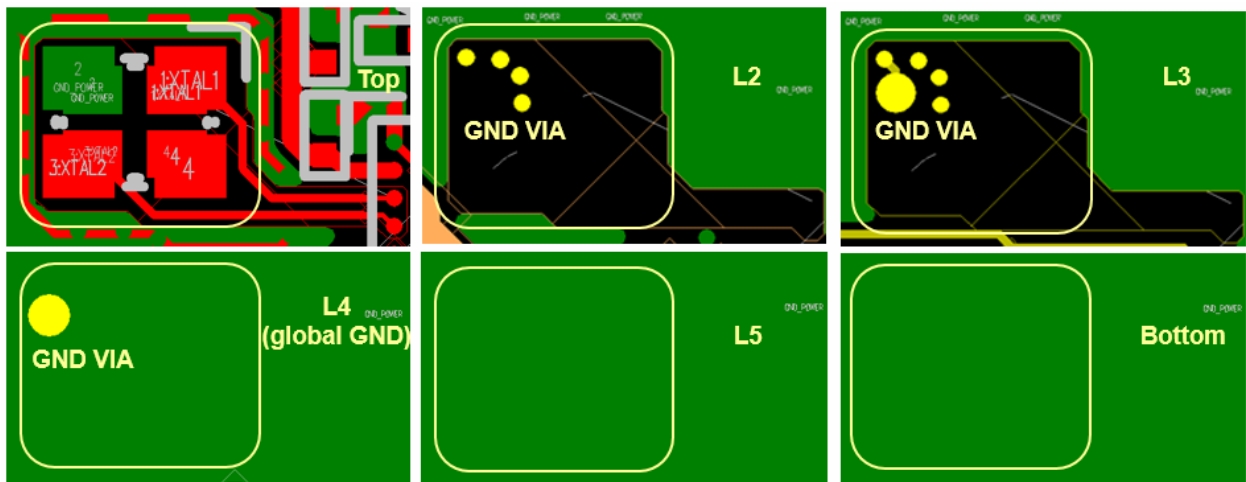 2
GND_POWER
GND_POWER
1:XTAL1
1:XTAL1
Top
3:XTAL2
4
4
GND_POWER
GND_POWER
GND_POWER
L2
GND_POWER
GND VIA
GND_POWER
GND_POWER
GND_POWER
L3
GND_POWER
GND VIA
L4
GND_POWER
(global GND)
GND VIA
GND_POWER
L5
GND_POWER
Bottom